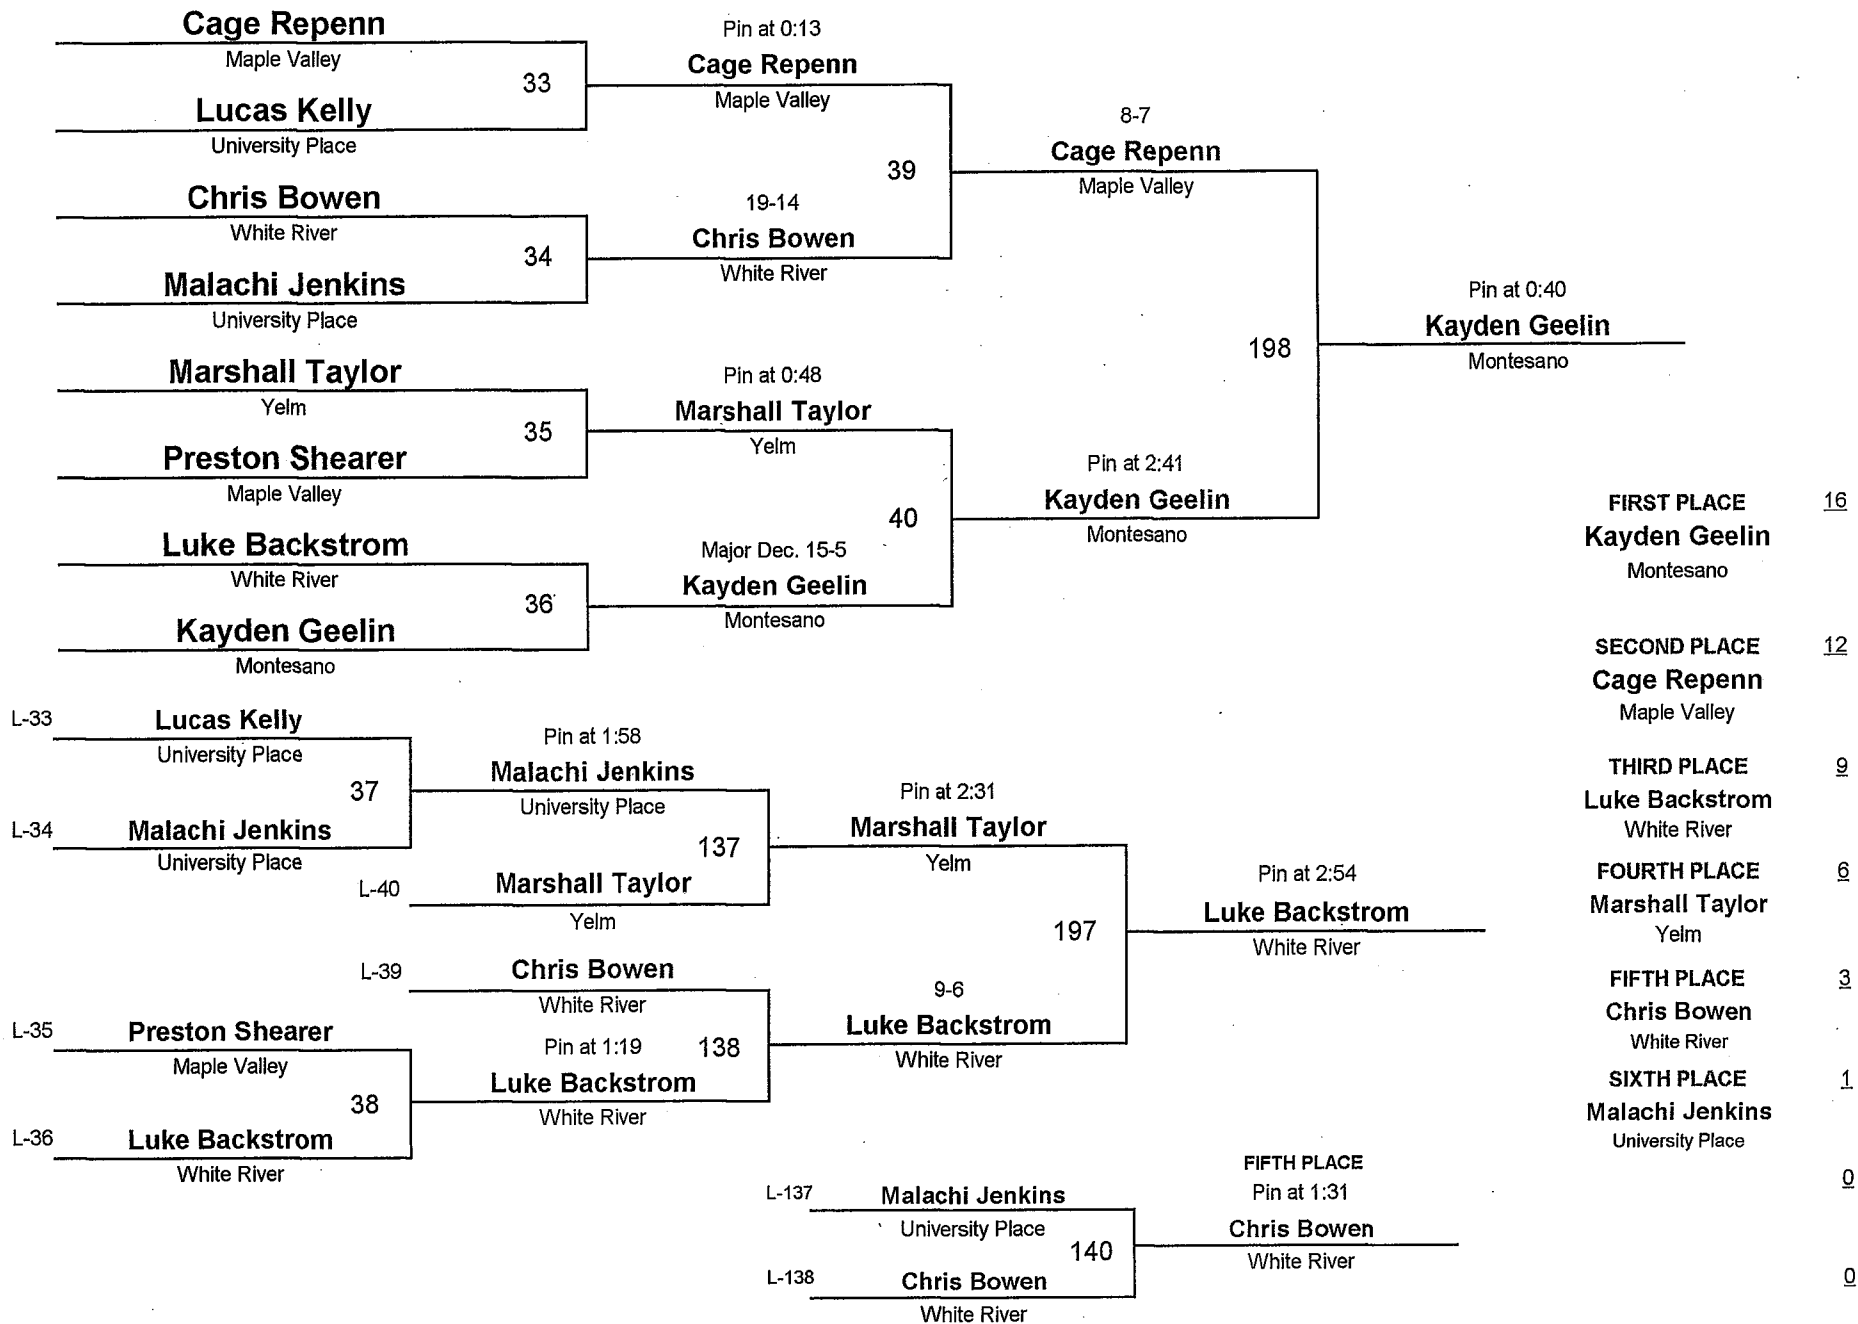 Cage Repenn
Maple Valley
33
Lucas Kelly
University Place
Pin at 0:13
Cage Repenn
Maple Valley
Chris Bowen
White River
34
Malachi Jenkins
University Place
19-14
Chris Bowen
White River
39
8-7
Cage Repenn
Maple Valley
Marshall Taylor
Yelm
35
Preston Shearer
Maple Valley
Pin at 0:48
Marshall Taylor
Yelm
Luke Backstrom
White River
36
Kayden Geelin
Montesano
Major Dec. 15-5
Kayden Geelin
Montesano
40
Pin at 2:41
Kayden Geelin
Montesano
198
Pin at 0:40
Kayden Geelin
Montesano
L-33 Lucas Kelly
University Place
37
L-34 Malachi Jenkins
University Place
Pin at 1:58
Malachi Jenkins
University Place
137
L-40 Marshall Taylor
Yelm
Pin at 2:31
Marshall Taylor
Yelm
L-39 Chris Bowen
White River
L-35 Preston Shearer
Maple Valley
38
L-36 Luke Backstrom
White River
Pin at 1:19
138
Luke Backstrom
White River
9-6
Luke Backstrom
White River
197
Pin at 2:54
Luke Backstrom
White River
L-137 Malachi Jenkins
University Place
140
L-138 Chris Bowen
White River
FIFTH PLACE
Pin at 1:31
Chris Bowen
White River
FIRST PLACE 16
Kayden Geelin
Montesano
SECOND PLACE 12
Cage Repenn
Maple Valley
THIRD PLACE 9
Luke Backstrom
White River
FOURTH PLACE 6
Marshall Taylor
Yelm
FIFTH PLACE 3
Chris Bowen
White River
SIXTH PLACE 1
Malachi Jenkins
University Place
0
0